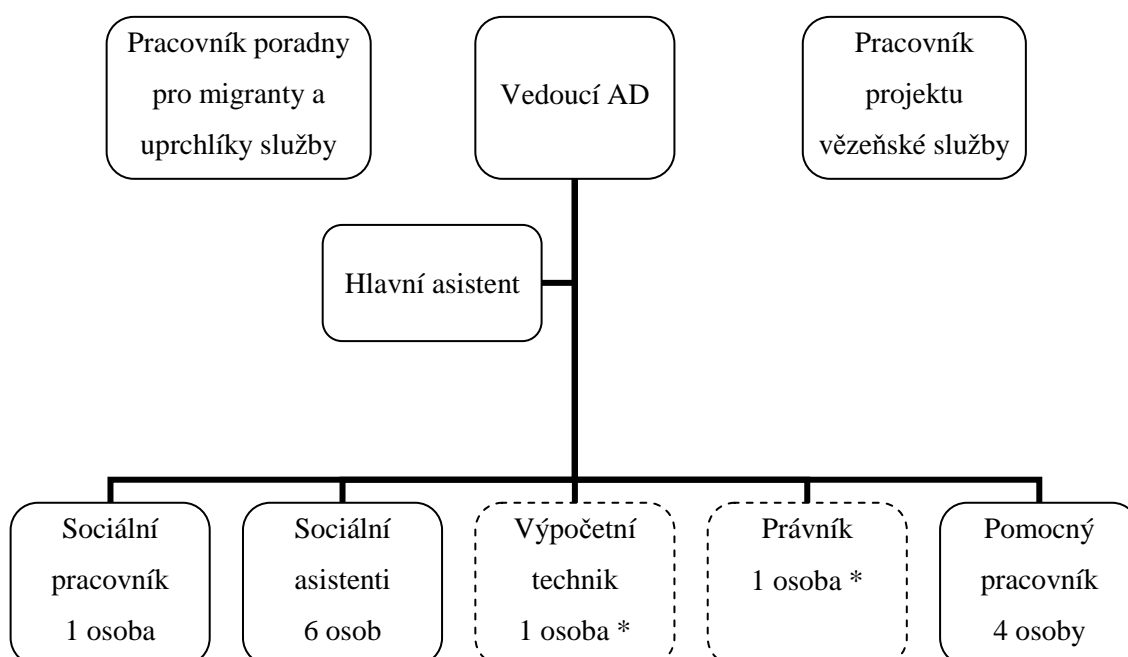 Pracovník poradny
pro migranty a
uprchlíky služby
Vedoucí AD
Pracovník
projektu
vězeňské služby
Hlavní asistent
Sociální
pracovník
1 osoba
Sociální
asistenti
6 osob
Výpočetní
technik
1 osoba *
Právník
1 osoba *
Pomocný
pracovník
4 osoby